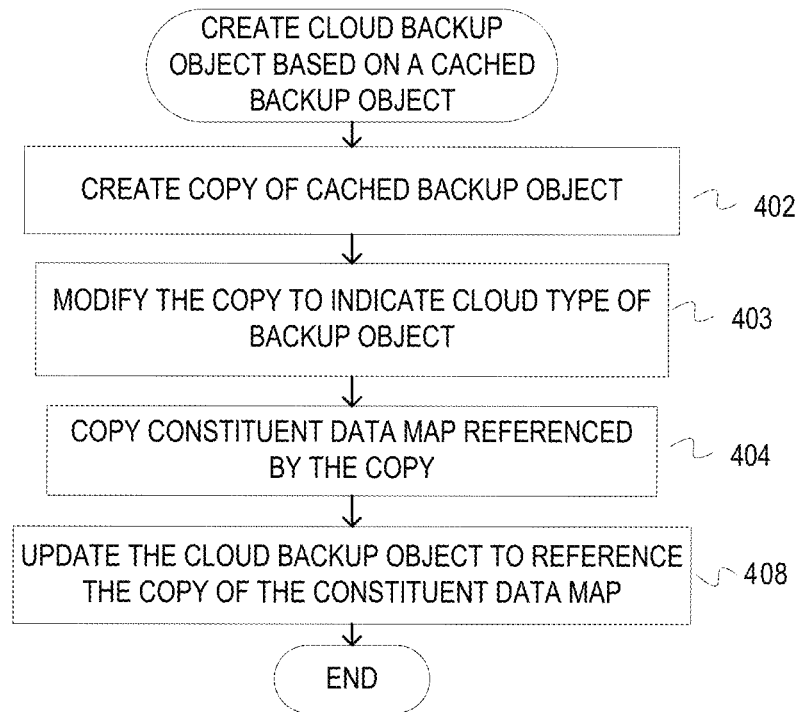 CREATE CLOUD BACKUP
OBJECT BASED ON A CACHED
BACKUP OBJECT
CREATE COPY OF CACHED BACKUP OBJECT
402
MODIFY THE COPY TO INDICATE CLOUD TYPE OF
BACKUP OBJECT
403
COPY CONSTITUENT DATA MAP REFERENCED
BY THE COPY
404
UPDATE THE CLOUD BACKUP OBJECT TO REFERENCE
THE COPY OF THE CONSTITUENT DATA MAP
408
END